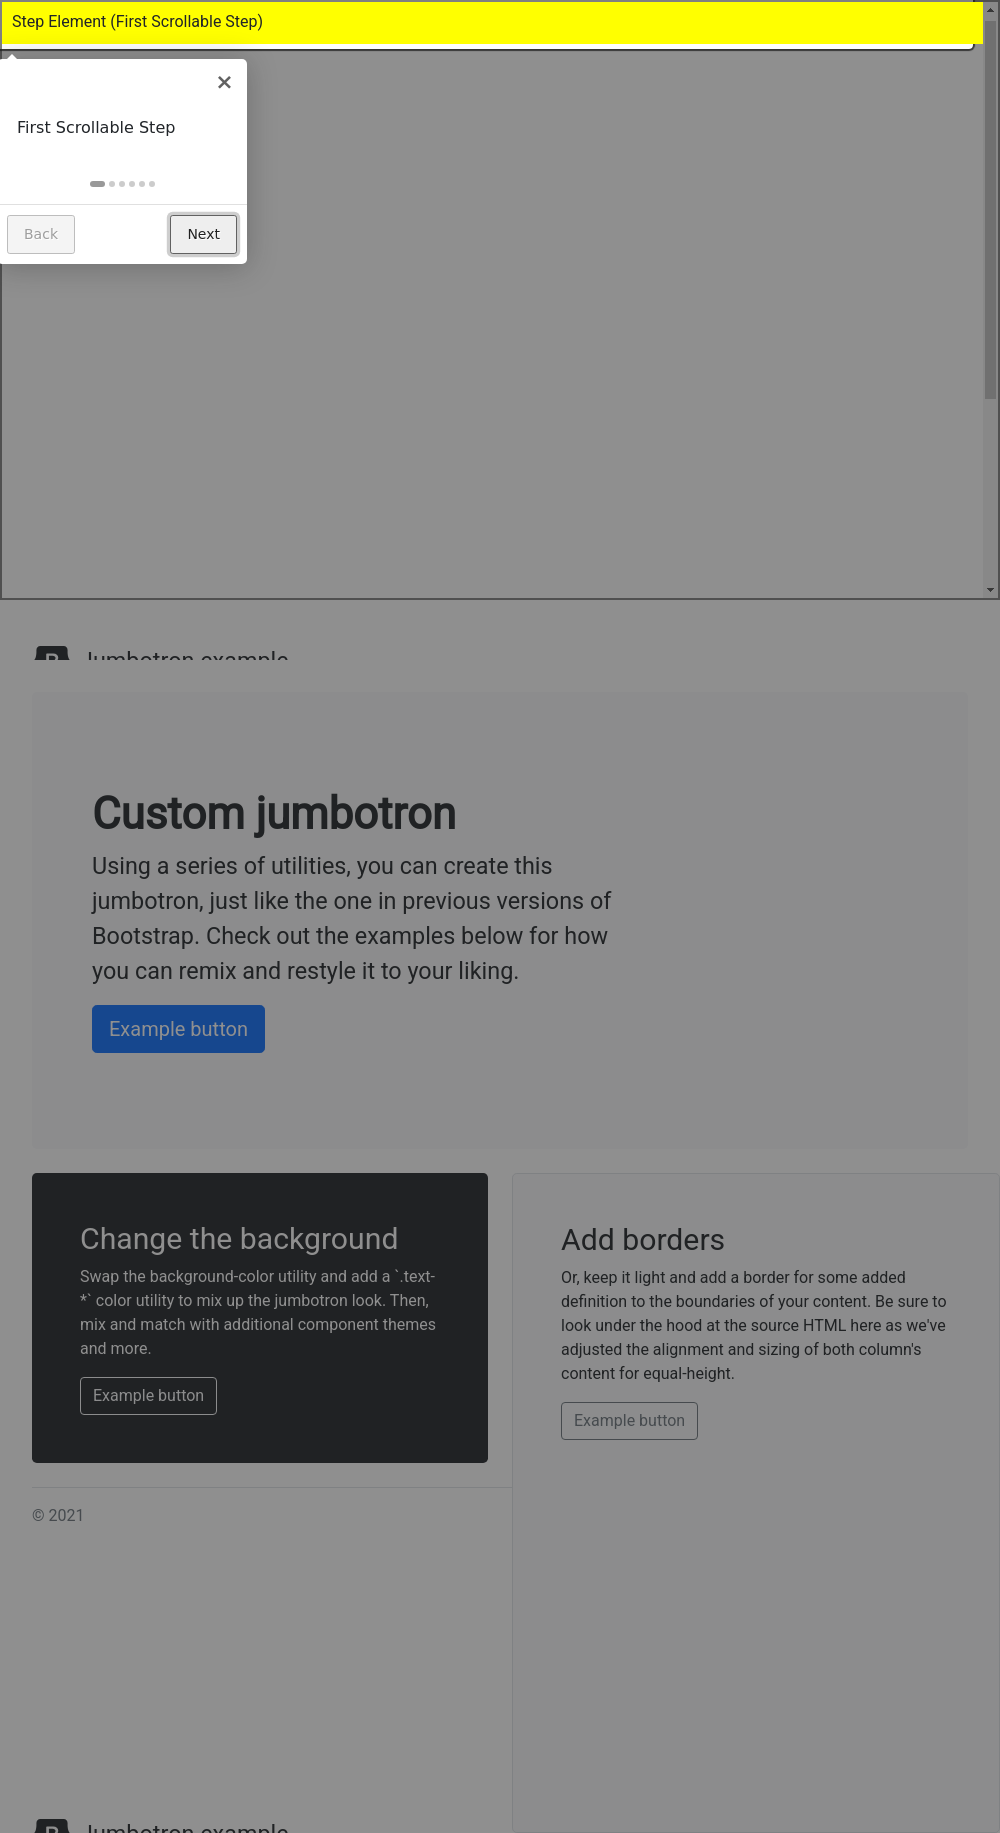 Step Element (First Scrollable Step)
First Scrollable Step
Back
Next
Jumbotron example
Custom jumbotron
Using a series of utilities, you can create this
jumbotron, just like the one in previous versions of
Bootstrap. Check out the examples below for how
you can remix and restyle it to your liking.
Example button
Change the background
Swap the background-color utility and add a `.text-
*` color utility to mix up the jumbotron look. Then,
mix and match with additional component themes
and more.
Example button
Add borders
Or, keep it light and add a border for some added
definition to the boundaries of your content. Be sure to
look under the hood at the source HTML here as we've
adjusted the alignment and sizing of both column's
content for equal-height.
Example button
© 2021
Jumbotron example